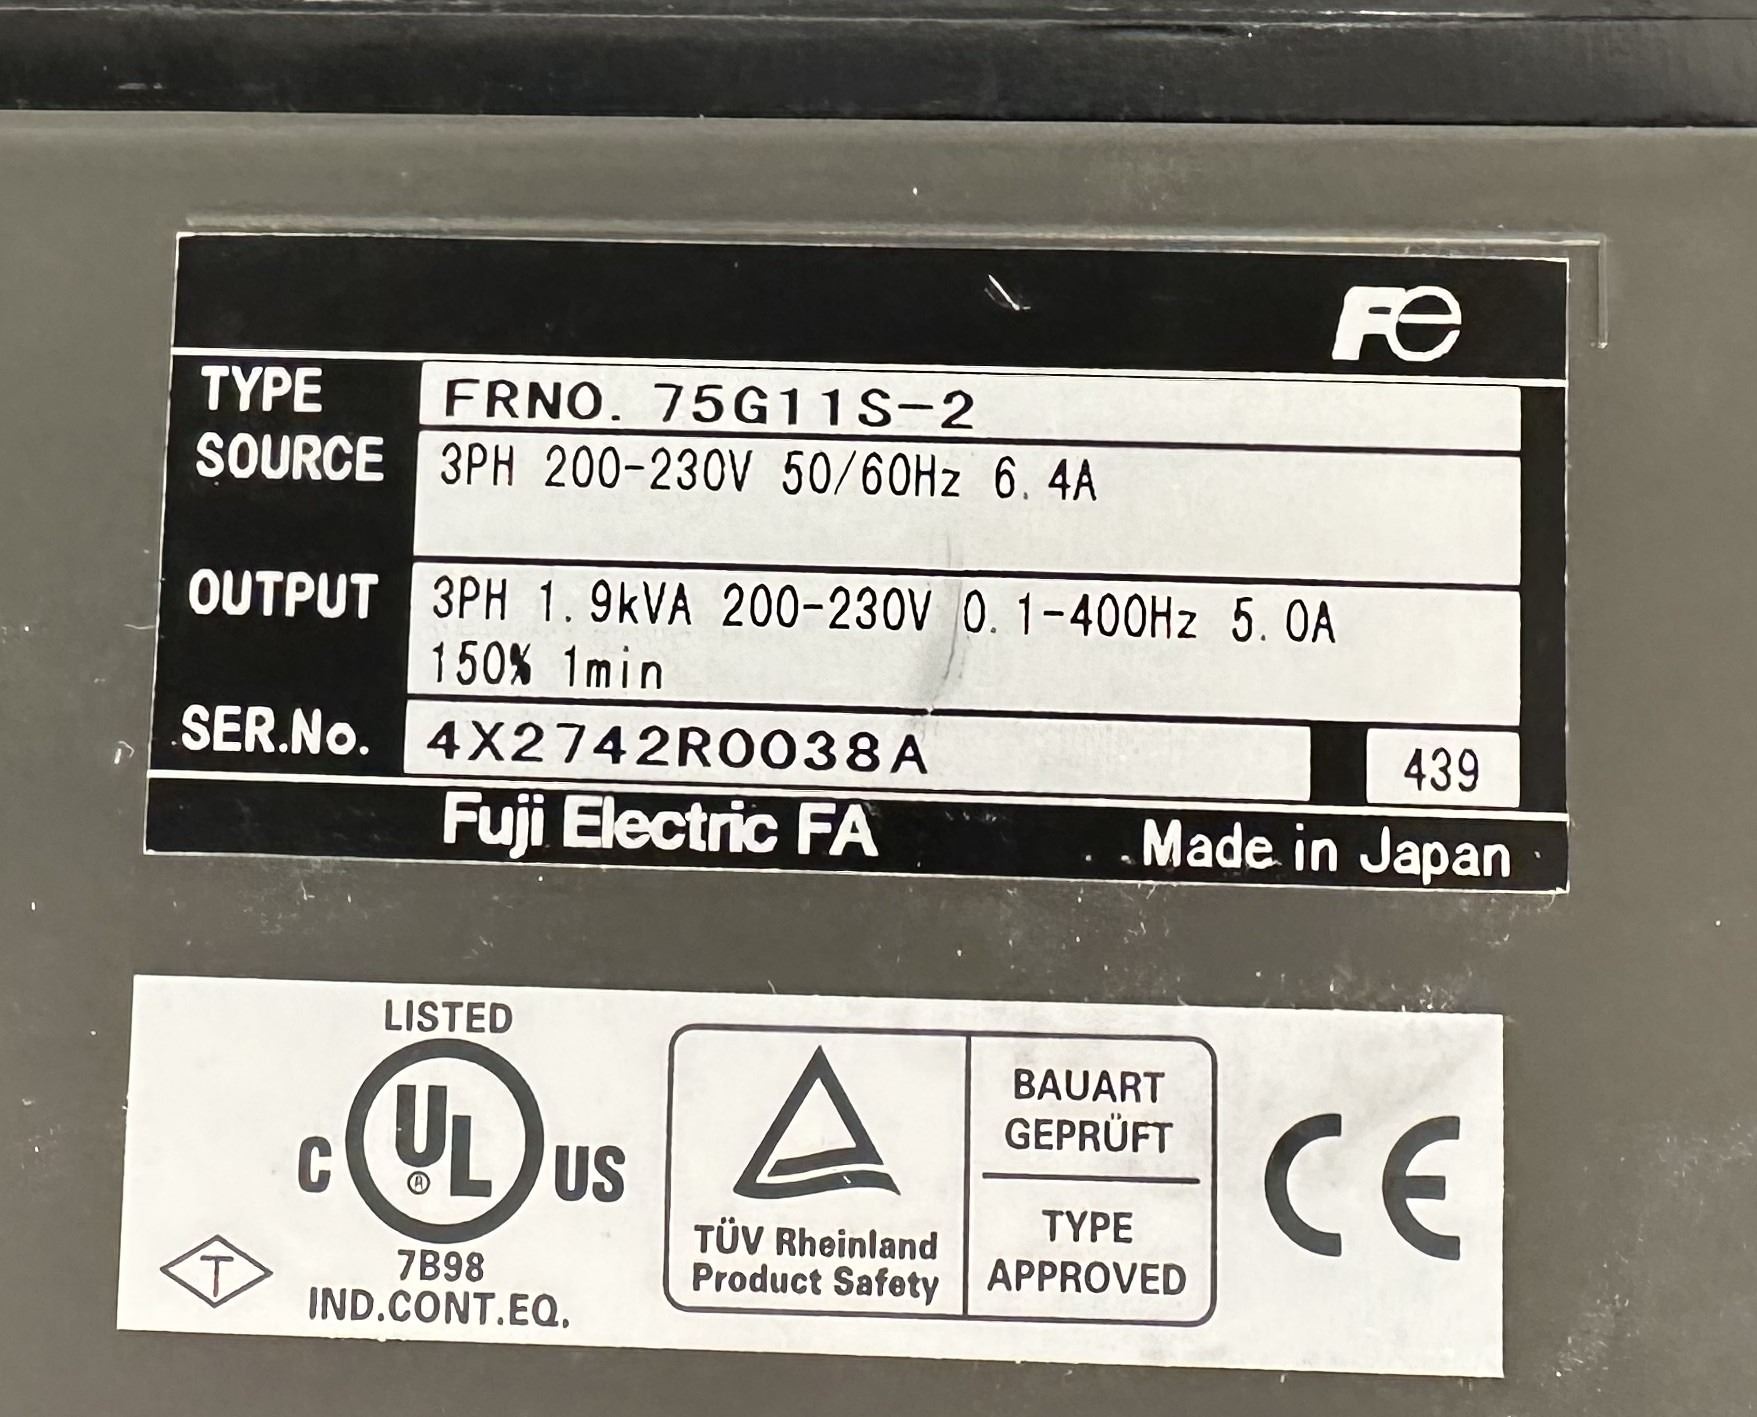 Fe
TYPE FRN0. 75G11S-2
SOURCE 3PH 200-230V 50/60Hz 6. 4A
OUTPUT 3PH 1. 9kVA 200-230V 0. 1-400Hz 5. 0A
150% 1min
SER.No. 4X2742R0038A 439
Fuji Electric FA Made in Japan
LISTED
C UL® US
7B98
IND.CONT.EQ.
T
TÜV Rheinland
Product Safety
BAUART
GEPRÜFT
TYPE
APPROVED
CE